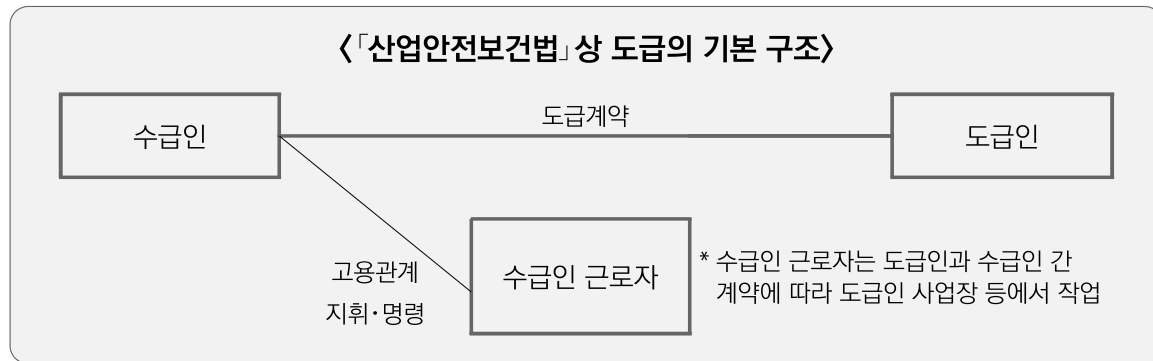 〈「산업안전보건법」상 도급의 기본 구조〉
수급인
도급계약
도급인
고용관계
지휘·명령
수급인 근로자
* 수급인 근로자는 도급인과 수급인 간
계약에 따라 도급인 사업장 등에서 작업